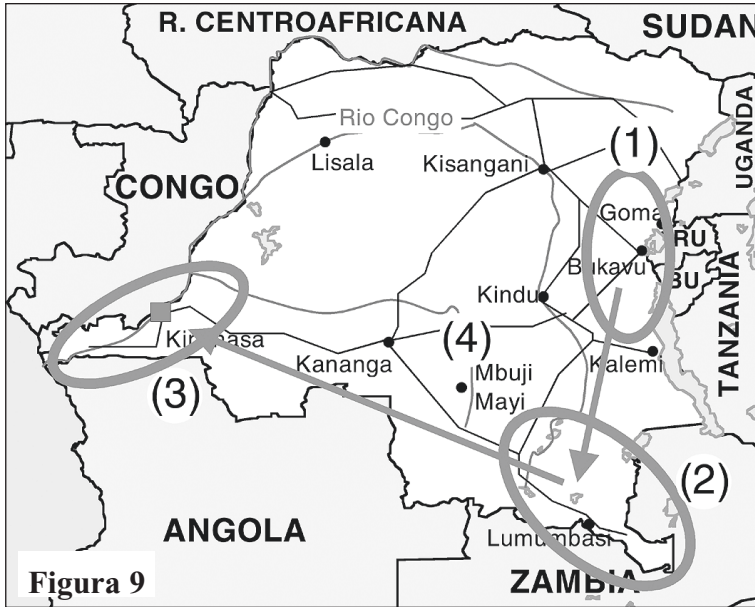 R. CENTROAFRICANA
SUDAN
UGANDA
Rio Congo
(1)
Lisala
Kisangani
CONGO
Goma
RU
Bukavu
BU
TANZANIA
Kindu
Kinshasa
(4)
Kananga
Kalemi
(3)
Mbuji
Mayi
(2)
ANGOLA
Lumumbasi
Figura 9
ZAMBIA